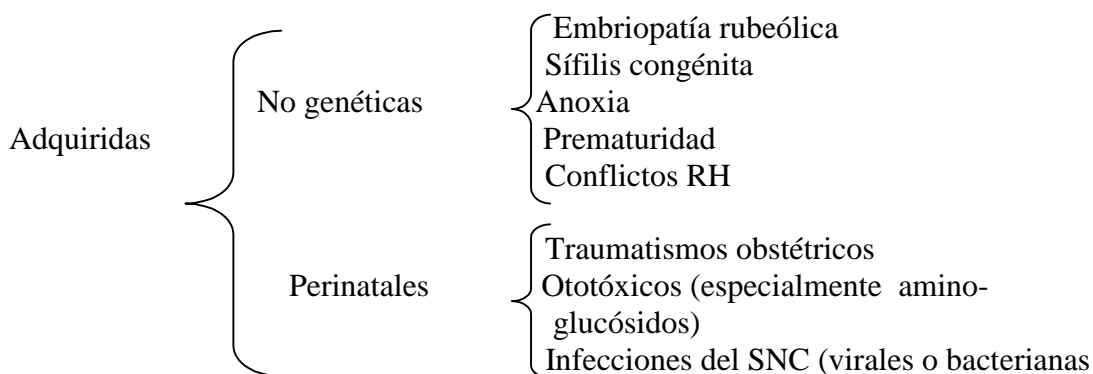 Adquiridas
No genéticas
Embriopatía rubeólica
Sífilis congénita
Anoxia
Prematuridad
Conflictos RH
Perinatales
Traumatismos obstétricos
Ototóxicos (especialmente amino-
glucósidos)
Infecciones del SNC (virales o bacterianas